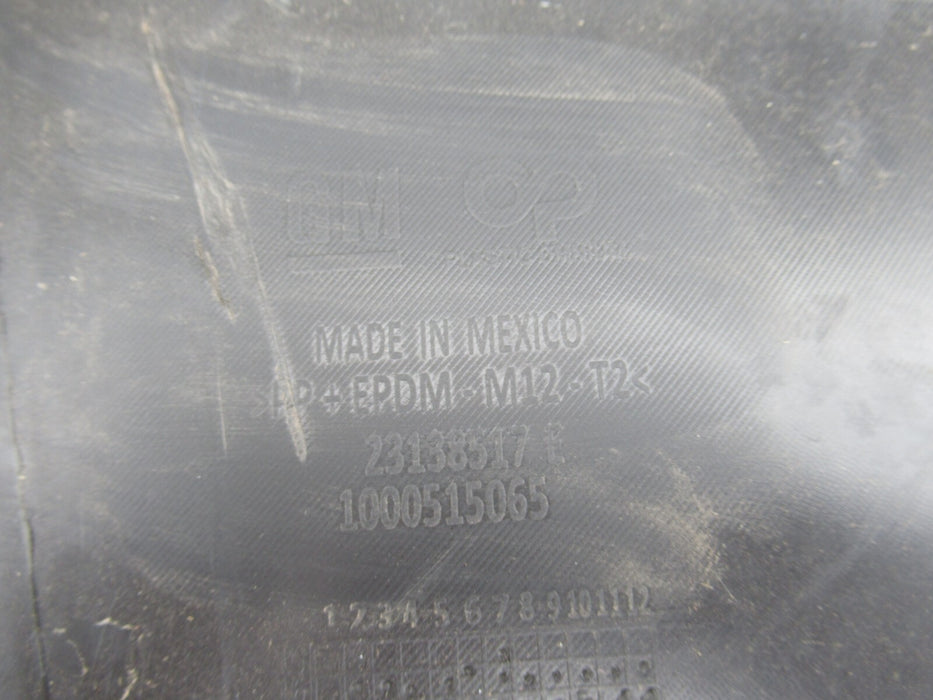 GM OP
MADE IN MEXICO
>PP+EPDM-M12-T2<
23138517 E
1000515065
1 2 3 4 5 6 7 8 9 10 11 12